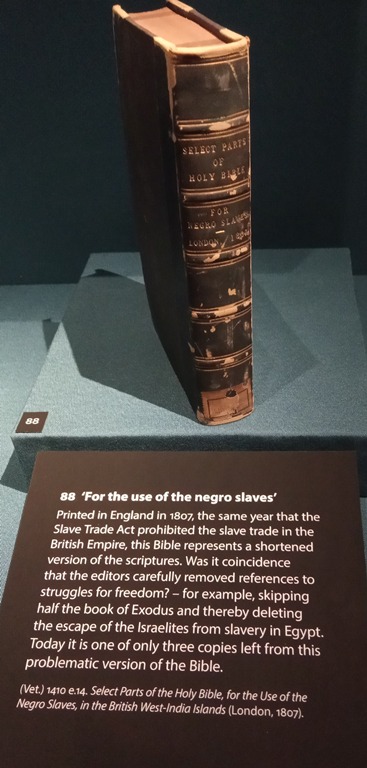 SELECT PARTS
OF
HOLY BIBLE
FOR
NEGRO SLAVES
LONDON
88
88 ‘For the use of the negro slaves’
Printed in England in 1807, the same year that the
Slave Trade Act prohibited the slave trade in the
British Empire, this Bible represents a shortened
version of the scriptures. Was it coincidence
that the editors carefully removed references to
struggles for freedom? – for example, skipping
half the book of Exodus and thereby deleting
the escape of the Israelites from slavery in Egypt.
Today it is one of only three copies left from this
problematic version of the Bible.
(Vet.) 1410 e.14. Select Parts of the Holy Bible, for the Use of the
Negro Slaves, in the British West-India Islands (London, 1807).